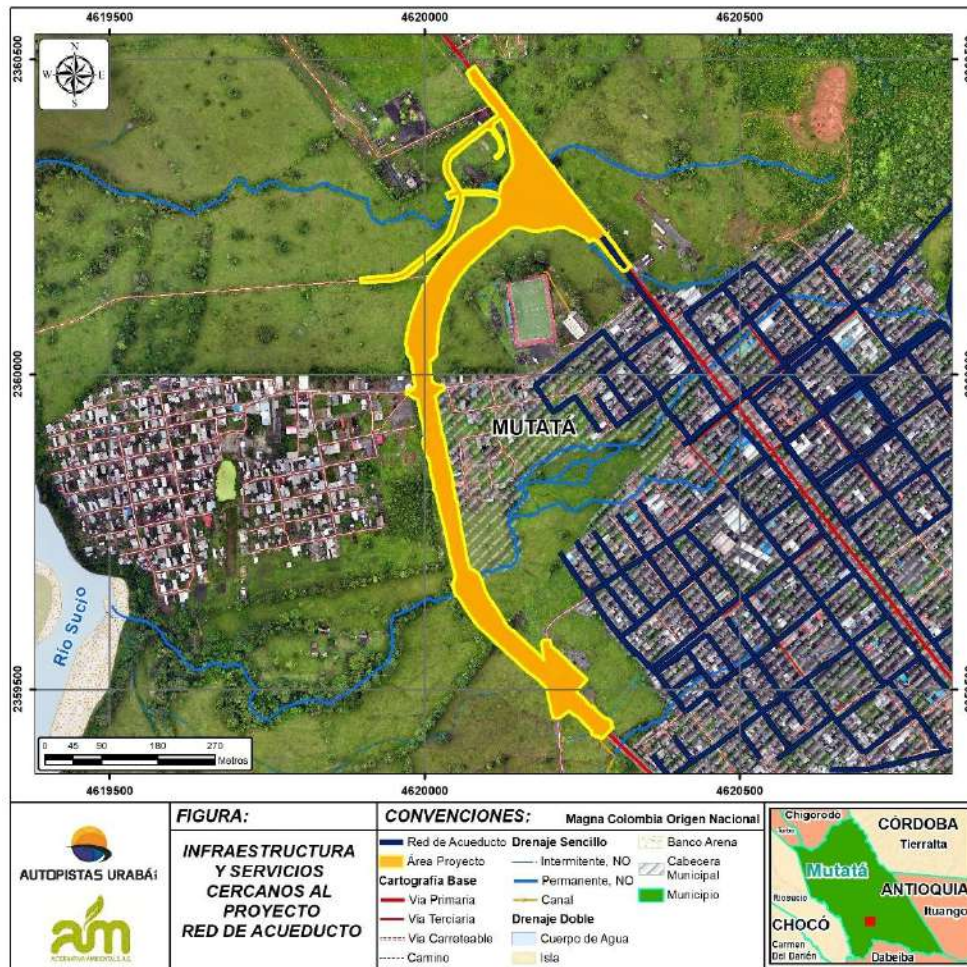 4619500
4620000
4620500
2360500
N
W
E
S
2360000
MUTATÁ
Río Sucio
2359500
0 45 90 180 270
Metros
4619500
4620000
4620500
AUTOPISTAS URABÁ
FIGURA:
INFRAESTRUCTURA
Y SERVICIOS
CERCANOS AL
PROYECTO
RED DE ACUEDUCTO
CONVENCIONES:
Magna Colombia Origen Nacional
Red de Acueducto
Área Proyecto
Cartografía Base
Vía Primaria
Vía Terciaria
Vía Carreteable
Camino
Drenaje Sencillo
Intermitente, NO
Permanente, NO
Canal
Drenaje Doble
Cuerpo de Agua
Isla
Banco Arena
Cabecera
Municipal
Municipio
Chigorodo
CÓRDOBA
Tierralta
Mutatá
ANTIOQUIA
Ituango
Riosucio
CHOCÓ
Carmen
Del Darién
Dabeiba